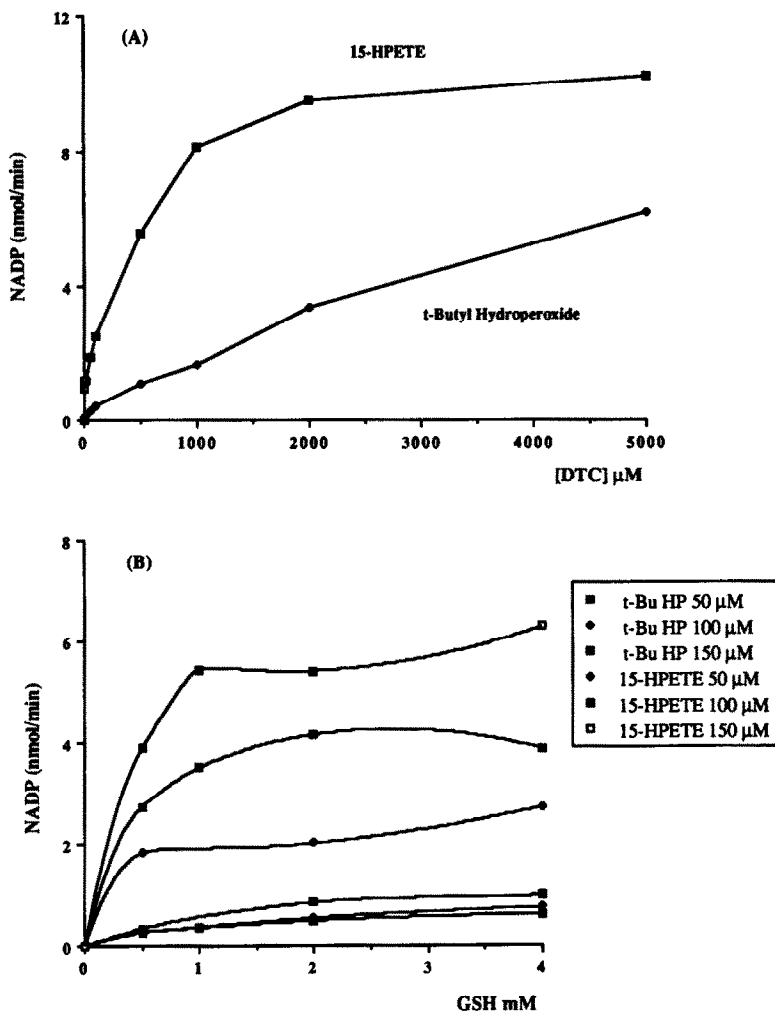 (A)
15-HPETE
12
8
4
0
NADP (nmol/min)
t-Butyl Hydroperoxide
0 1000 2000 3000 4000 5000
[DTC] μM
(B)
8
6
4
2
0
NADP (nmol/min)
t-Bu HP 50 μM
t-Bu HP 100 μM
t-Bu HP 150 μM
15-HPETE 50 μM
15-HPETE 100 μM
15-HPETE 150 μM
0 1 2 3 4
GSH mM